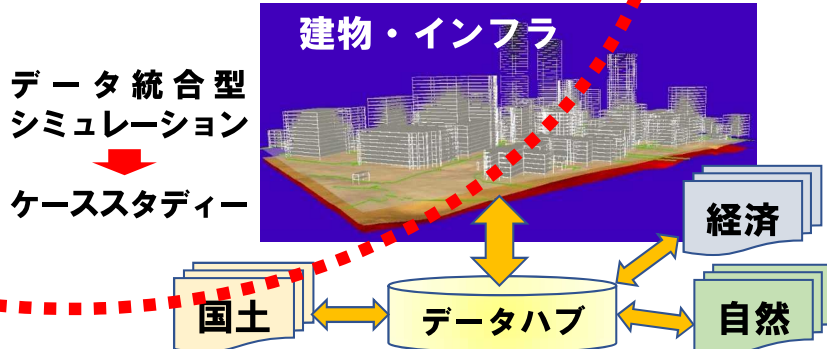 建物・インフラ
データ統合型
シミュレーション
ケーススタディー
経済
国土
データハブ
自然